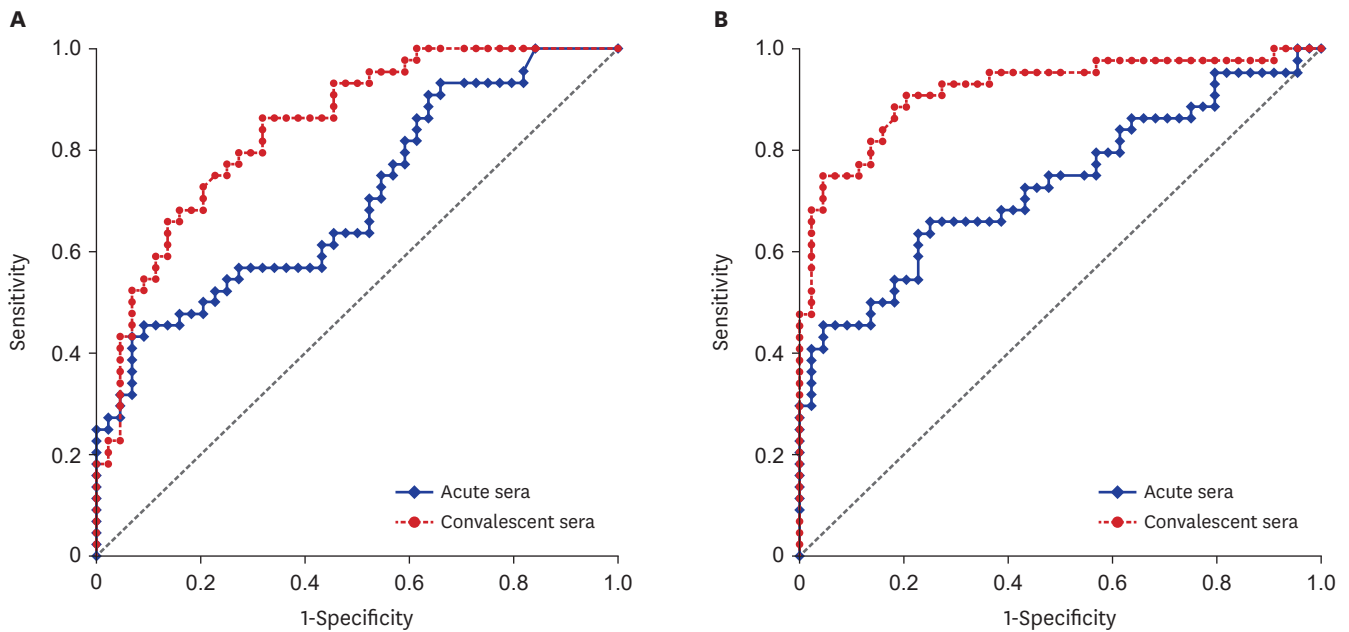 A
1.0
0.8
0.6
0.4
0.2
0
Sensitivity
0 0.2 0.4 0.6 0.8 1.0
1-Specificity
Acute sera
Convalescent sera
B
1.0
0.8
0.6
0.4
0.2
0
Sensitivity
0 0.2 0.4 0.6 0.8 1.0
1-Specificity
Acute sera
Convalescent sera